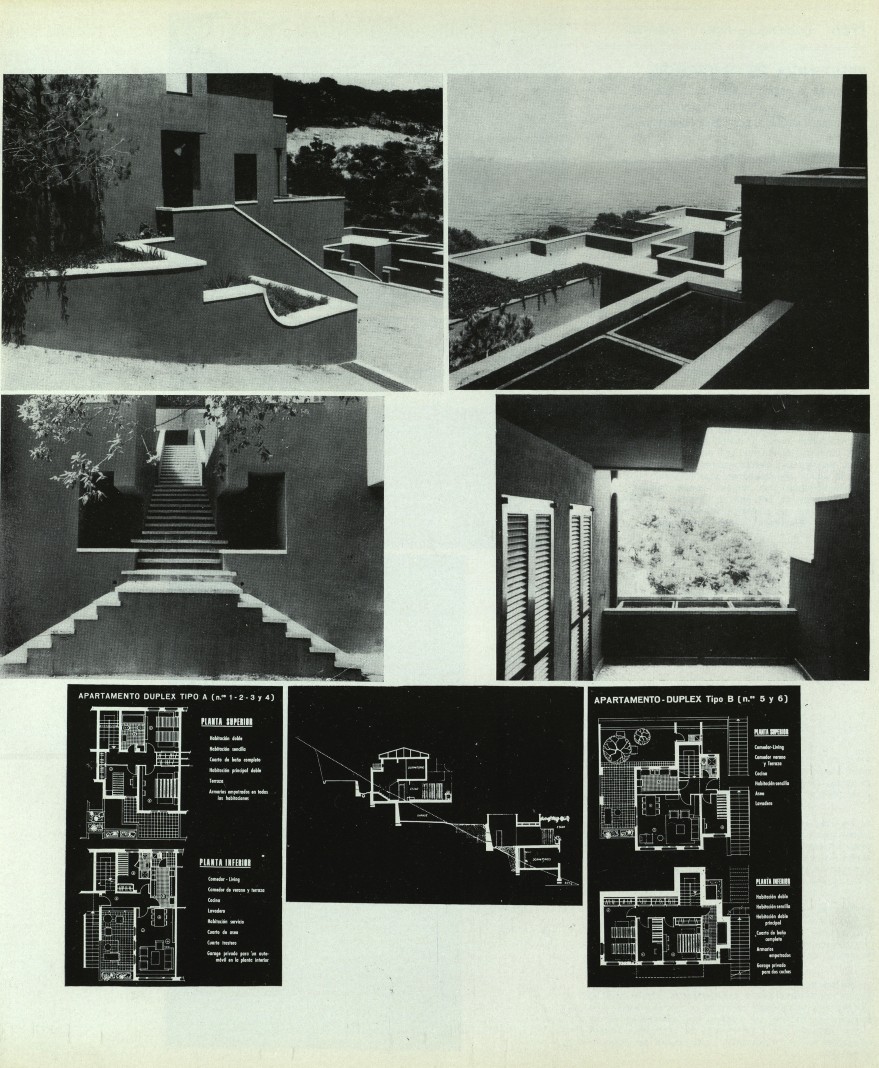 APARTAMENTO DUPLEX TIPO A (n.os 1-2-3 y 4)
PLANTA SUPERIOR
Habitación doble
Habitación sencilla
Cuarto de baño completo
Habitación principal doble
Terraza
Armarios empotrados en todas
las habitaciones
PLANTA INFERIOR
Comedor - Living
Comedor de verano y terraza
Cocina
Lavadero
Habitación servicio
Cuarto de aseo
Cuarto trastero
Garage privado para un auto-
móvil en la planta inferior
APARTAMENTO-DUPLEX Tipo B (n.os 5 y 6)
PLANTA SUPERIOR
Comedor-Living
Comedor verano
y Terraza
Cocina
Habitación sencilla
Aseo
Lavadero
PLANTA INFERIOR
Habitación doble
Habitación sencilla
Habitación doble
principal
Cuarto de baño
completo
Armarios
empotrados
Garage privado
para dos coches